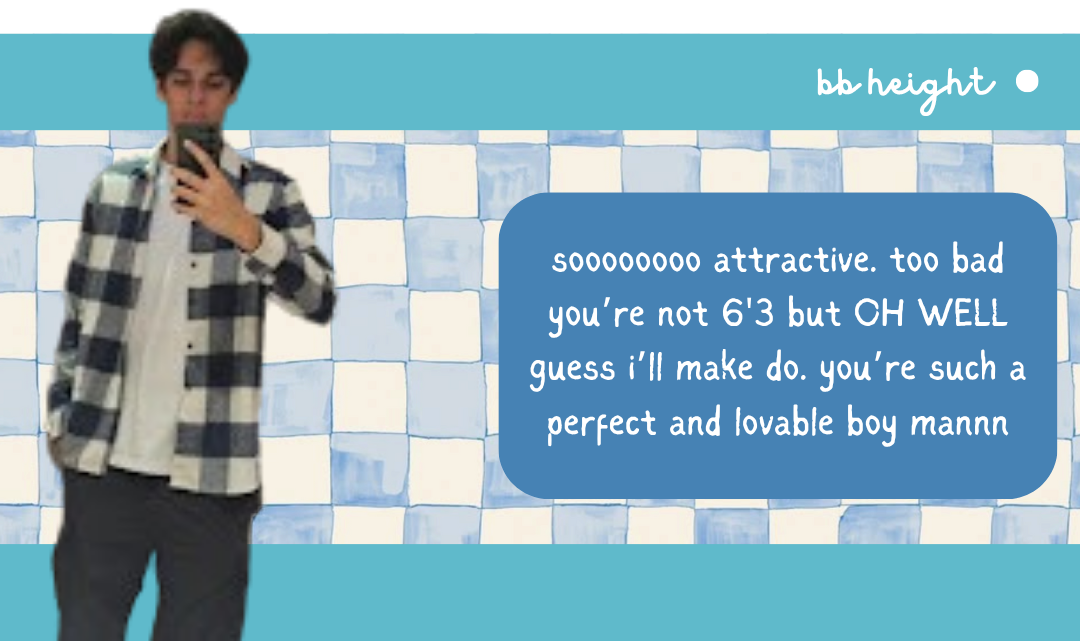 bb height
sooooooooo attractive. too bad
you're not 6'3 but OH WELL
guess i'll make do. you're such a
perfect and lovable boy mannn